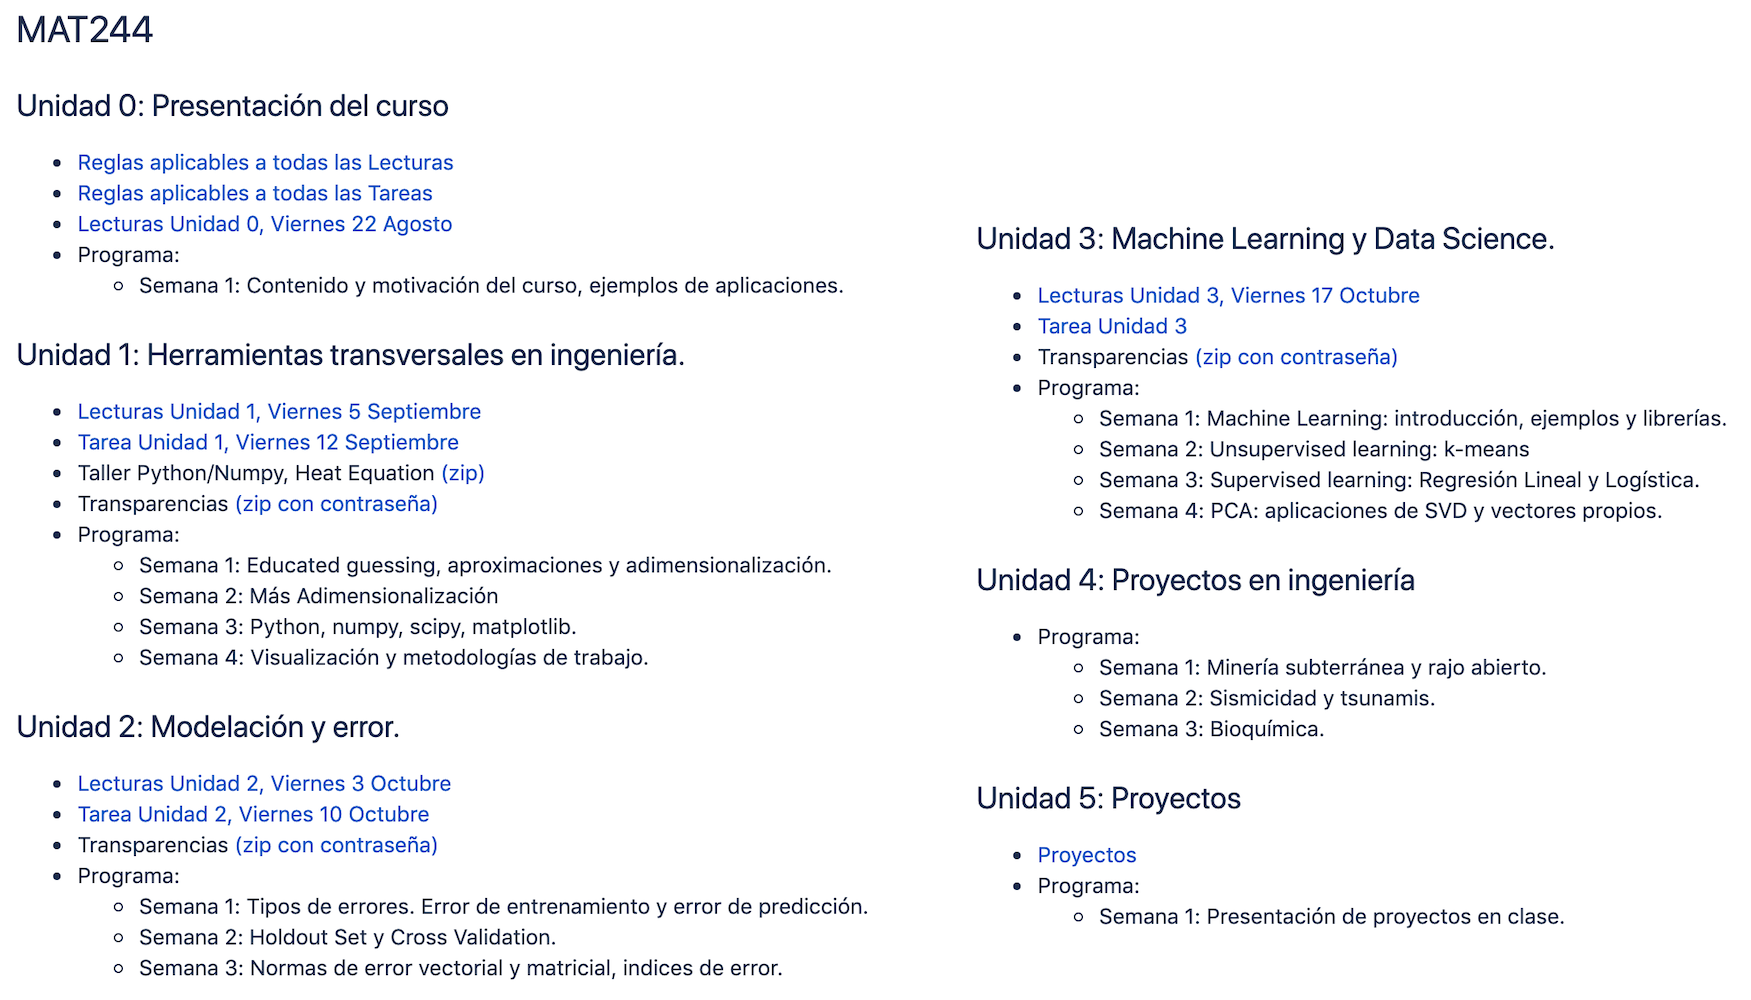 MAT244
Unidad 0: Presentación del curso
Reglas aplicables a todas las Lecturas
Reglas aplicables a todas las Tareas
Lecturas Unidad 0, Viernes 22 Agosto
Programa:
Semana 1: Contenido y motivación del curso, ejemplos de aplicaciones.
Unidad 1: Herramientas transversales en ingeniería.
Lecturas Unidad 1, Viernes 5 Septiembre
Tarea Unidad 1, Viernes 12 Septiembre
Taller Python/Numpy, Heat Equation (zip)
Transparencias (zip con contraseña)
Programa:
Semana 1: Educated guessing, aproximaciones y adimensionalización.
Semana 2: Más Adimensionalización
Semana 3: Python, numpy, scipy, matplotlib.
Semana 4: Visualización y metodologías de trabajo.
Unidad 2: Modelación y error.
Lecturas Unidad 2, Viernes 3 Octubre
Tarea Unidad 2, Viernes 10 Octubre
Transparencias (zip con contraseña)
Programa:
Semana 1: Tipos de errores. Error de entrenamiento y error de predicción.
Semana 2: Holdout Set y Cross Validation.
Semana 3: Normas de error vectorial y matricial, indices de error.
Unidad 3: Machine Learning y Data Science.
Lecturas Unidad 3, Viernes 17 Octubre
Tarea Unidad 3
Transparencias (zip con contraseña)
Programa:
Semana 1: Machine Learning: introducción, ejemplos y librerías.
Semana 2: Unsupervised learning: k-means
Semana 3: Supervised learning: Regresión Lineal y Logística.
Semana 4: PCA: aplicaciones de SVD y vectores propios.
Unidad 4: Proyectos en ingeniería
Programa:
Semana 1: Minería subterránea y rajo abierto.
Semana 2: Sismicidad y tsunamis.
Semana 3: Bioquímica.
Unidad 5: Proyectos
Proyectos
Programa:
Semana 1: Presentación de proyectos en clase.